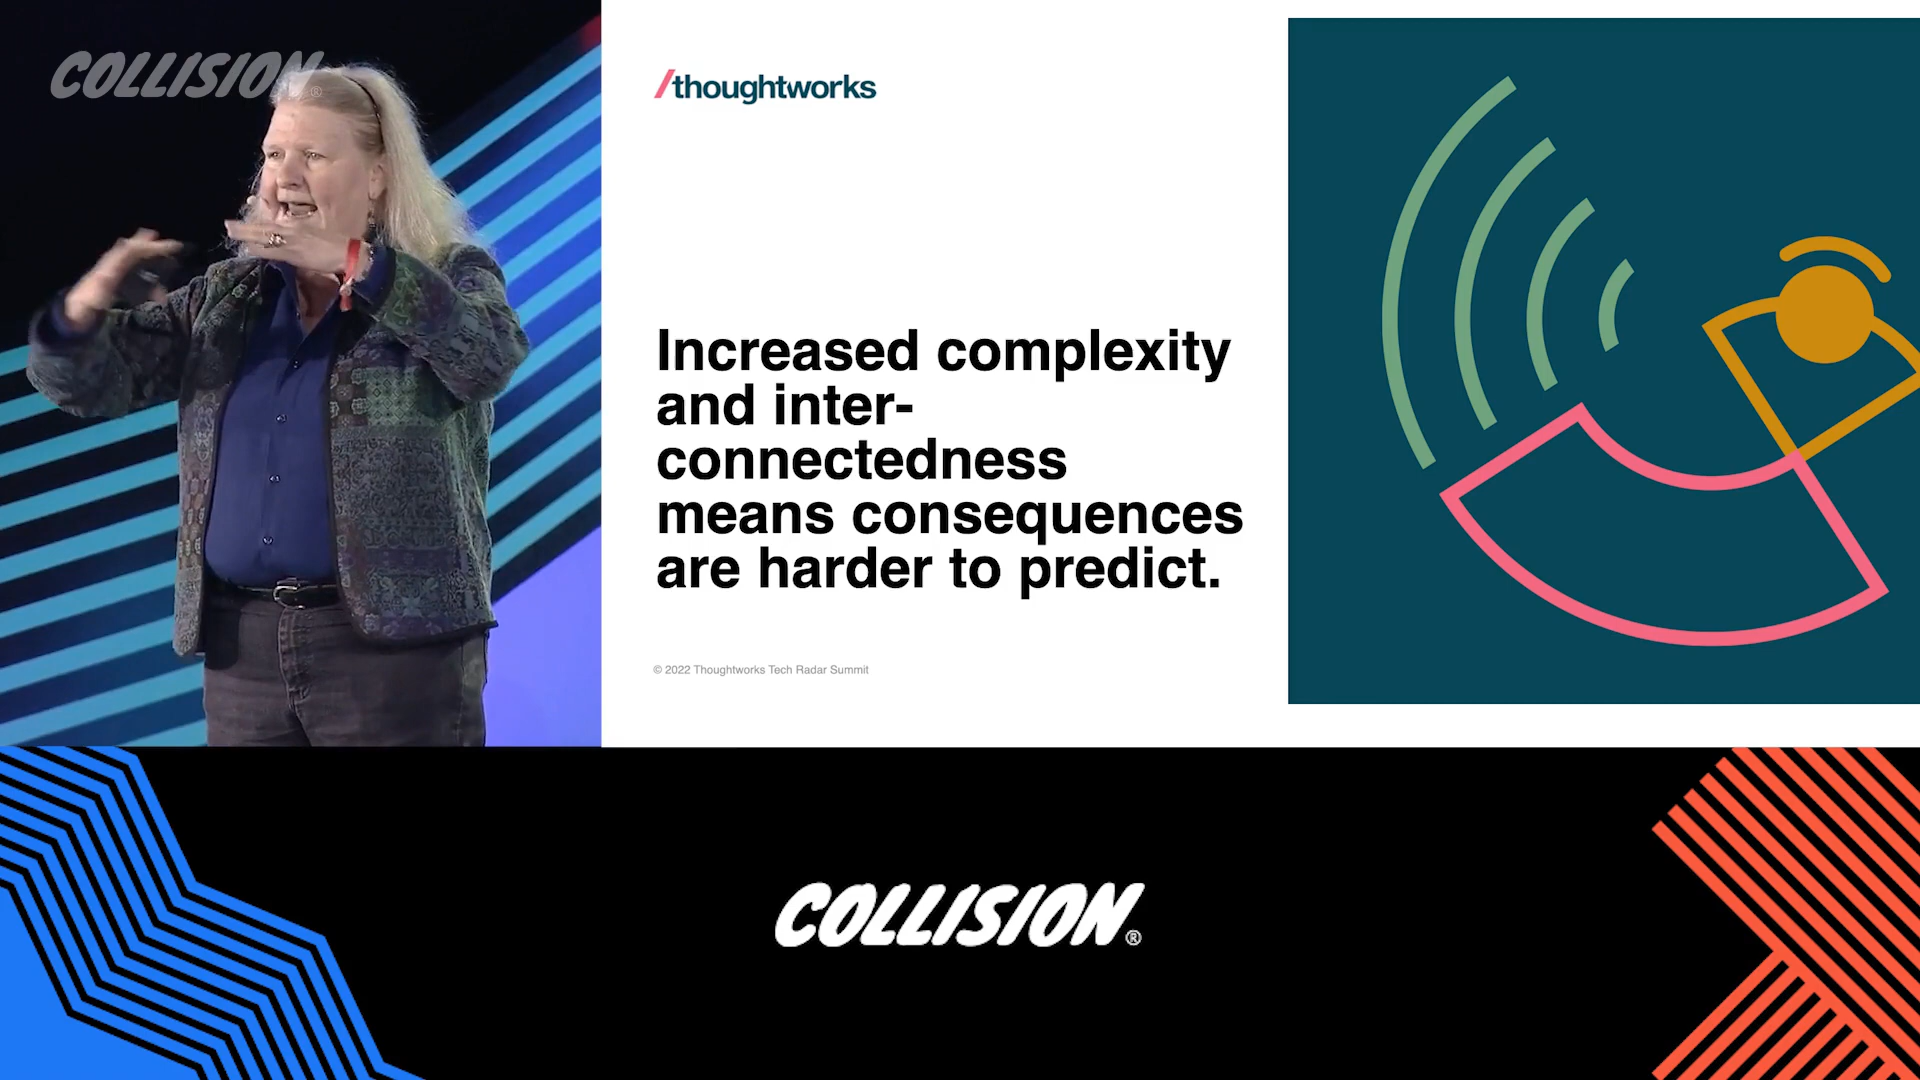 COLLISION®
/thoughtworks
Increased complexity
and inter-
connectedness
means consequences
are harder to predict.
© 2022 Thoughtworks Tech Radar Summit
COLLISION®